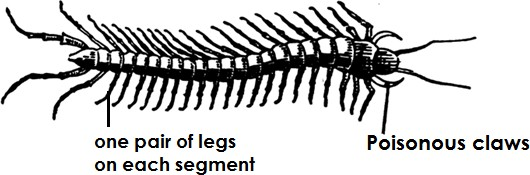 one pair of legs
on each segment
Poisonous claws